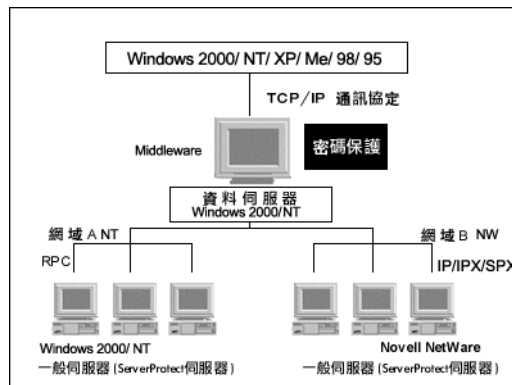 Windows 2000/ NT/ XP/ Me/ 98/ 95
TCP/IP 通訊協定
Middleware
密碼保護
資料伺服器
Windows 2000/NT
網域 A NT
網域 B NW
RPC
IP/IPX/SPX
Windows 2000/ NT
Novell NetWare
一般伺服器 (ServerProtect伺服器)
一般伺服器 (ServerProtect伺服器)